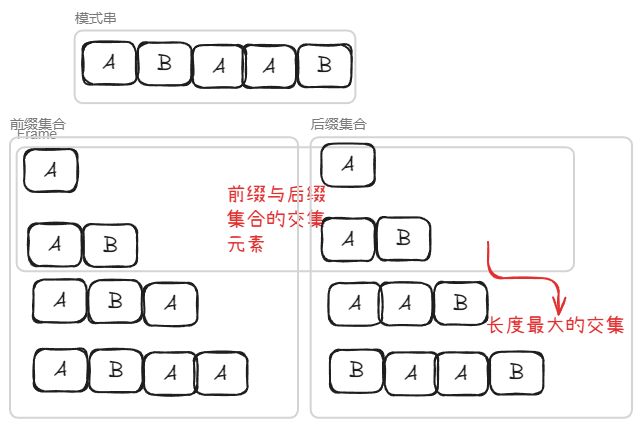 模式串
A B A A B
前缀集合
Frame
后缀集合
A
A
前缀与后缀
集合的交集
元素
A B
A B
A B A
A A B
长度最大的交集
A B A A
B A A B